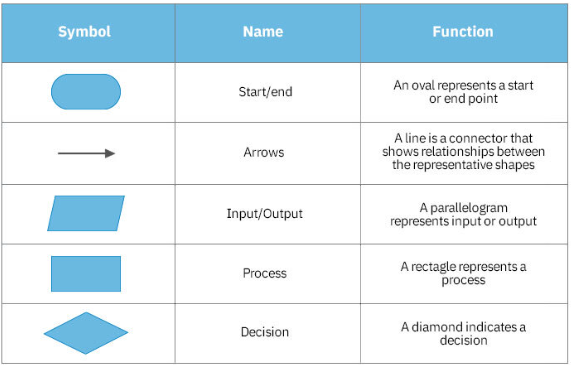 Symbol
Name
Function
Start/end
An oval represents a start
or end point
Arrows
A line is a connector that
shows relationships between
the representative shapes
Input/Output
A parallelogram
represents input or output
Process
A rectagle represents a
process
Decision
A diamond indicates a
decision